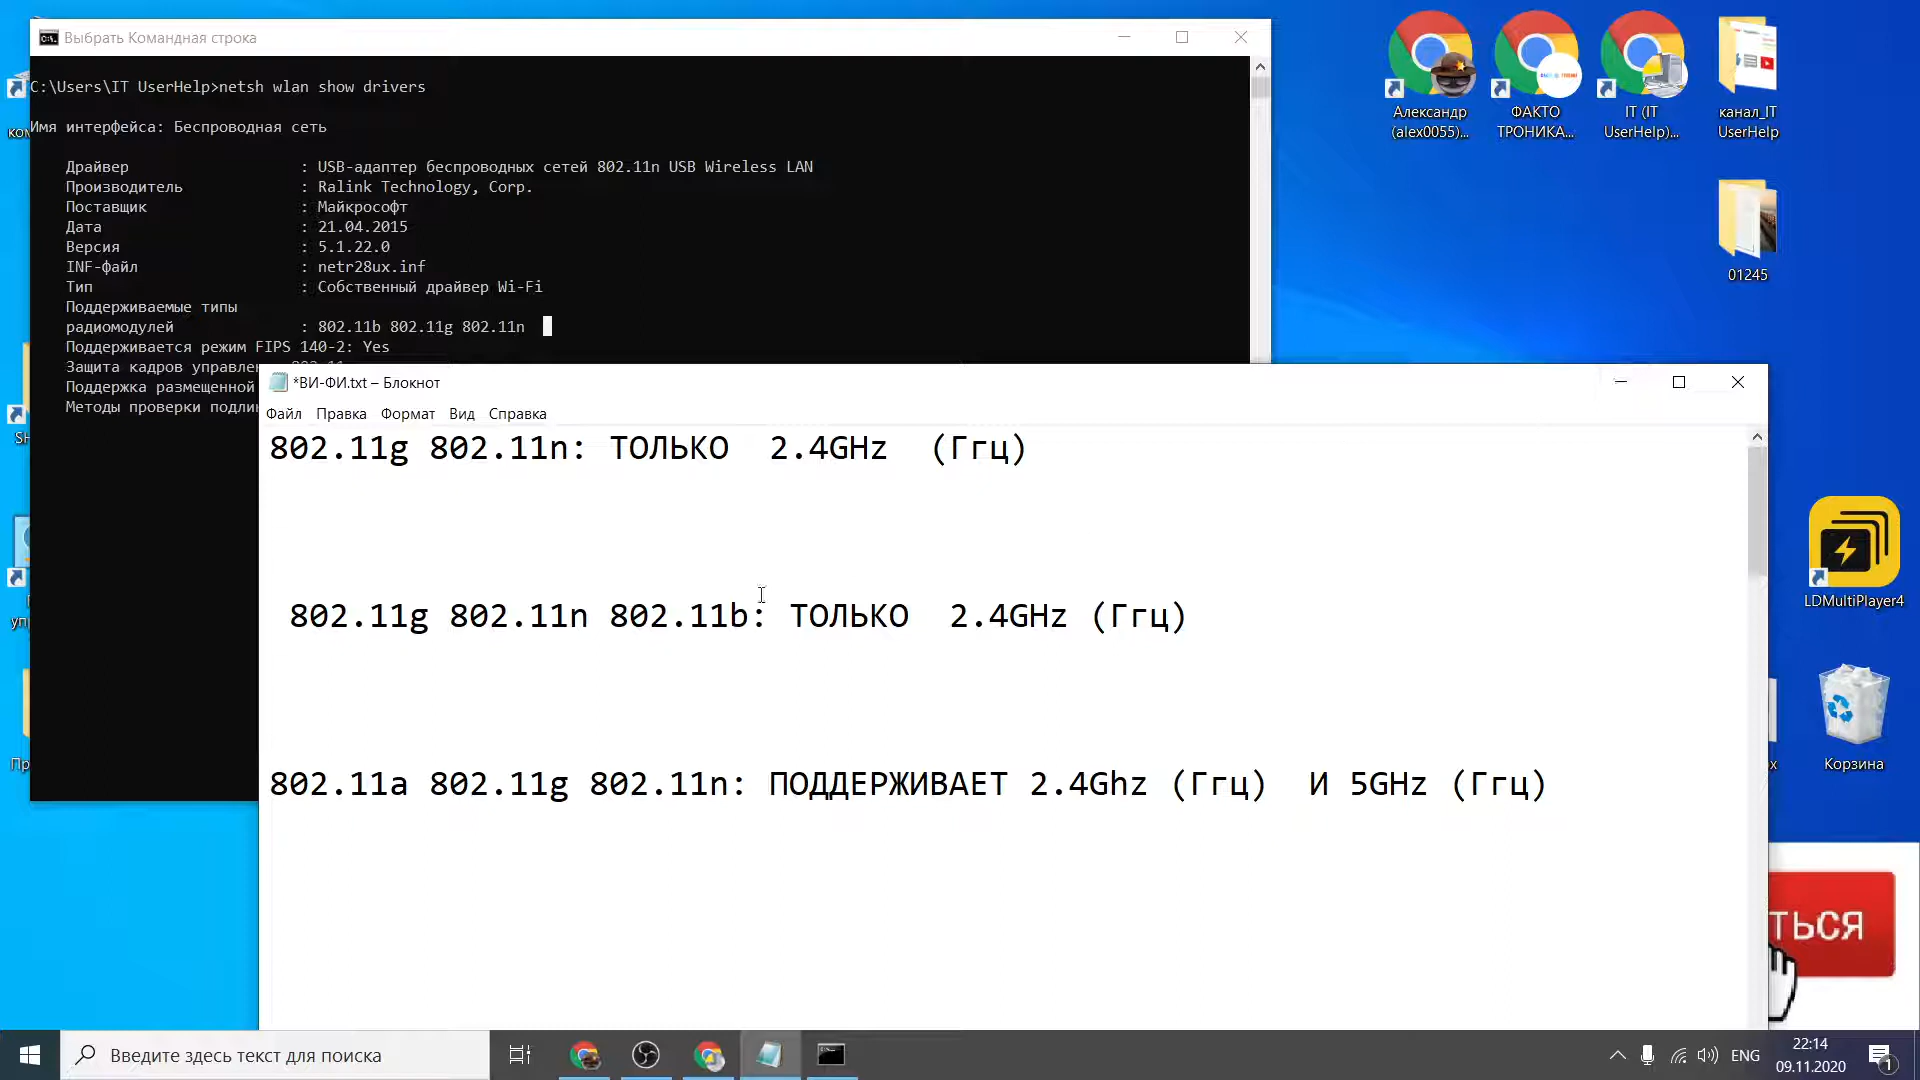 Выбрать Командная строка
C:\Users\IT UserHelp>netsh wlan show drivers
Имя интерфейса: Беспроводная сеть
Драйвер : USB-адаптер беспроводных сетей 802.11n USB Wireless LAN
Производитель : Ralink Technology, Corp.
Поставщик : Майкрософт
Дата : 21.04.2015
Версия : 5.1.22.0
INF-файл : netr28ux.inf
Тип : Собственный драйвер Wi-Fi
Поддерживаемые типы
радиомодулей : 802.11b 802.11g 802.11n
Поддерживается режим FIPS 140-2: Yes
Защита кадров управлен
Поддержка размещенной
Методы проверки подлин
*ВИ-ФИ.txt – Блокнот
Файл Правка Формат Вид Справка
802.11g 802.11n: ТОЛЬКО 2.4GHz (Ггц)
802.11g 802.11n 802.11b: ТОЛЬКО 2.4GHz (Ггц)
802.11a 802.11g 802.11n: ПОДДЕРЖИВАЕТ 2.4Ghz (Ггц) И 5GHz (Ггц)
Александр
(alex0055)...
ФАКТО
ТРОНИКА...
IT (IT
UserHelp)...
канал_IT
UserHelp
01245
LDMultiPlayer4
Корзина
ться
Введите здесь текст для поиска
ENG
22:14
09.11.2020
1